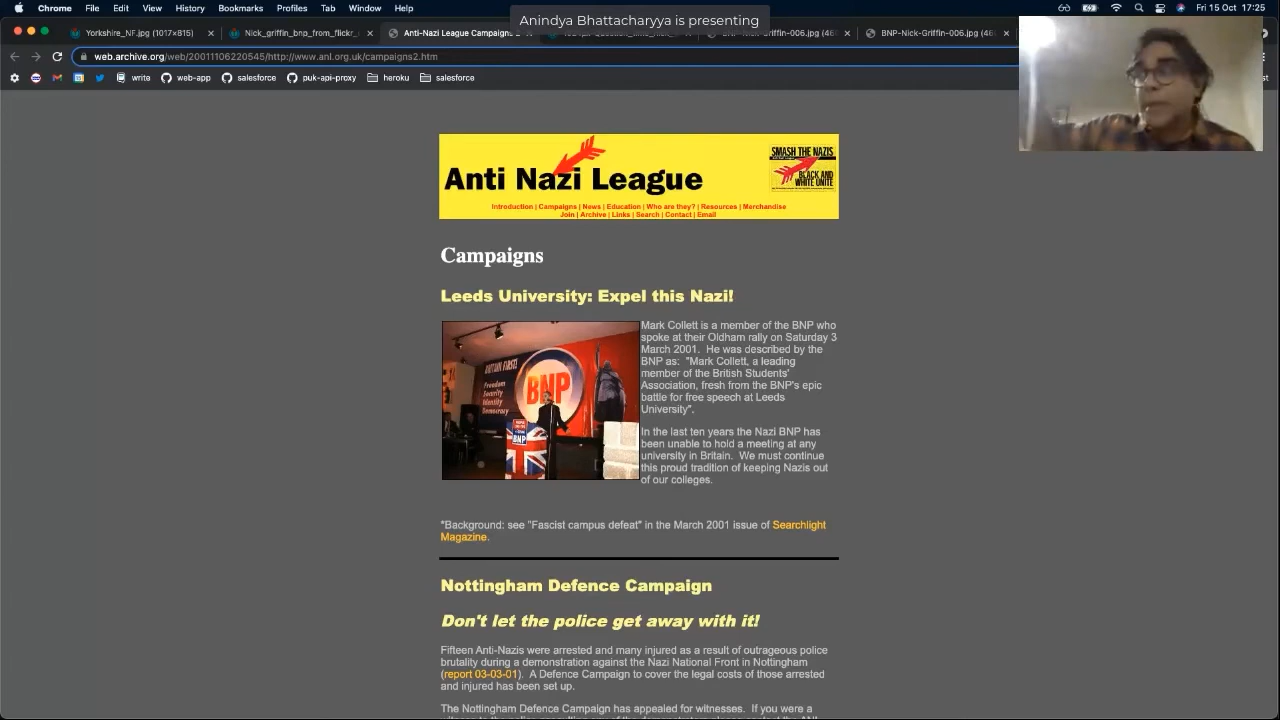 Anindya Bhattacharyya is presenting
Chrome File Edit View History Bookmarks Profiles Tab Window Help
Fri 15 Oct 17:25
Yorkshire_NF.jpg (1017×815)
Nick_griffin_bnp_from_flickr_
Anti-Nazi League Campaigns 2
BNP-Nick-Griffin-006.jpg (46
web.archive.org/web/20011106220545/http://www.anl.org.uk/campaigns2.htm
write web-app salesforce puk-api-proxy heroku salesforce
Anti Nazi League
SMASH THE NAZIS
BLACK AND
WHITE UNITE
Introduction | Campaigns | News | Education | Who are they? | Resources | Merchandise
Join | Archive | Links | Search | Contact | Email
Campaigns
Leeds University: Expel this Nazi!
BRITAIN FIRST!
Freedom
Security
Identity
Democracy
BNP
BNP
Mark Collett is a member of the BNP who
spoke at their Oldham rally on Saturday 3
March 2001. He was described by the
BNP as: "Mark Collett, a leading
member of the British Students'
Association, fresh from the BNP's epic
battle for free speech at Leeds
University".
In the last ten years the Nazi BNP has
been unable to hold a meeting at any
university in Britain. We must continue
this proud tradition of keeping Nazis out
of our colleges.
*Background: see "Fascist campus defeat" in the March 2001 issue of Searchlight
Magazine.
Nottingham Defence Campaign
Don't let the police get away with it!
Fifteen Anti-Nazis were arrested and many injured as a result of outrageous police
brutality during a demonstration against the Nazi National Front in Nottingham
(report 03-03-01). A Defence Campaign to cover the legal costs of those arrested
and injured has been set up.
The Nottingham Defence Campaign has appealed for witnesses. If you were a